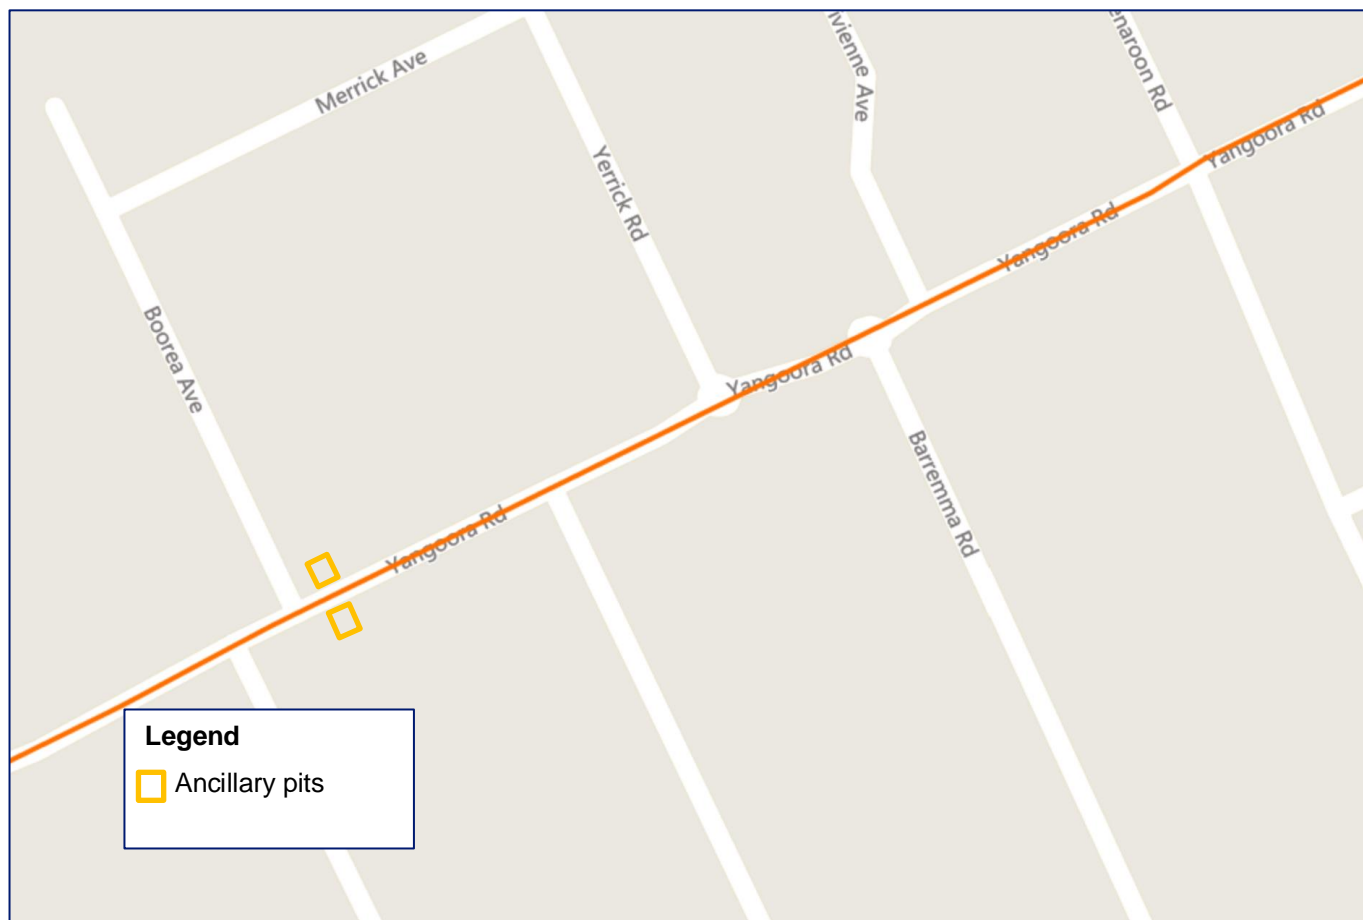 Merrick Ave
ivienne Ave
enaroon Rd
Yangoora Rd
Yerrick Rd
Yangoora Rd
Boorea Ave
Yangoora Rd
Barremma Rd
Yangoora Rd
Legend
Ancillary pits